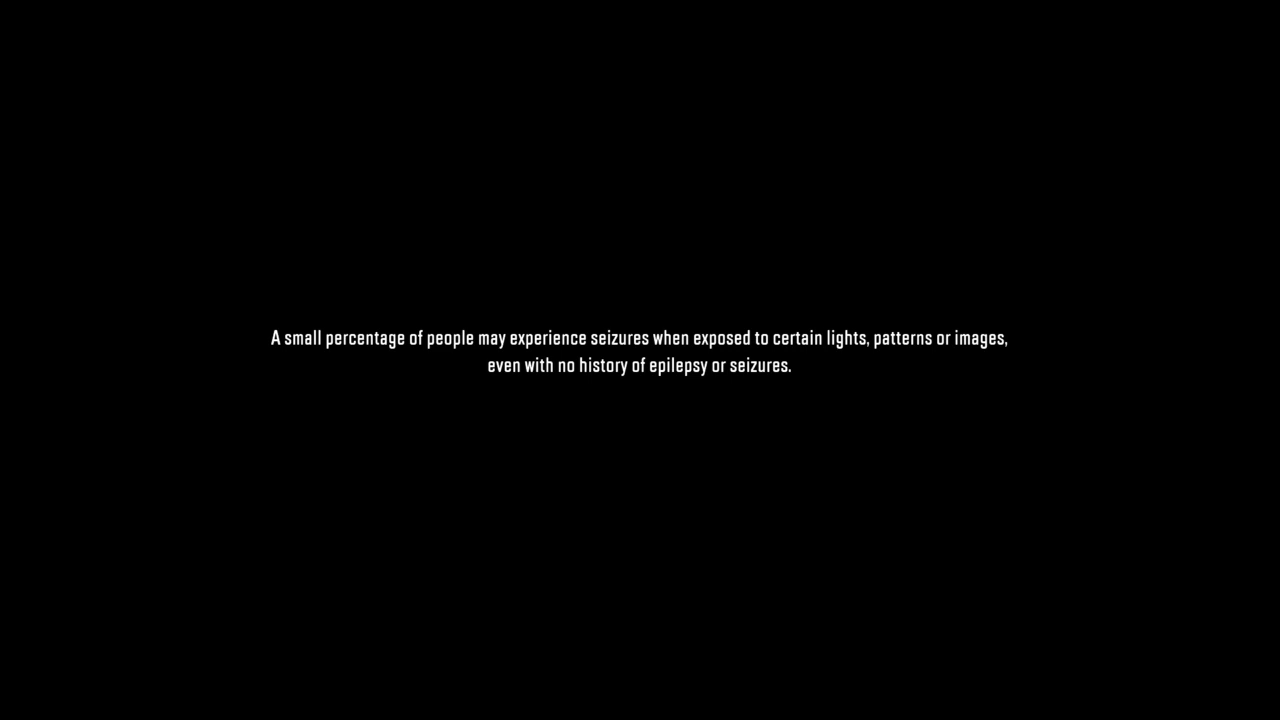 A small percentage of people may experience seizures when exposed to certain lights, patterns or images,
even with no history of epilepsy or seizures.